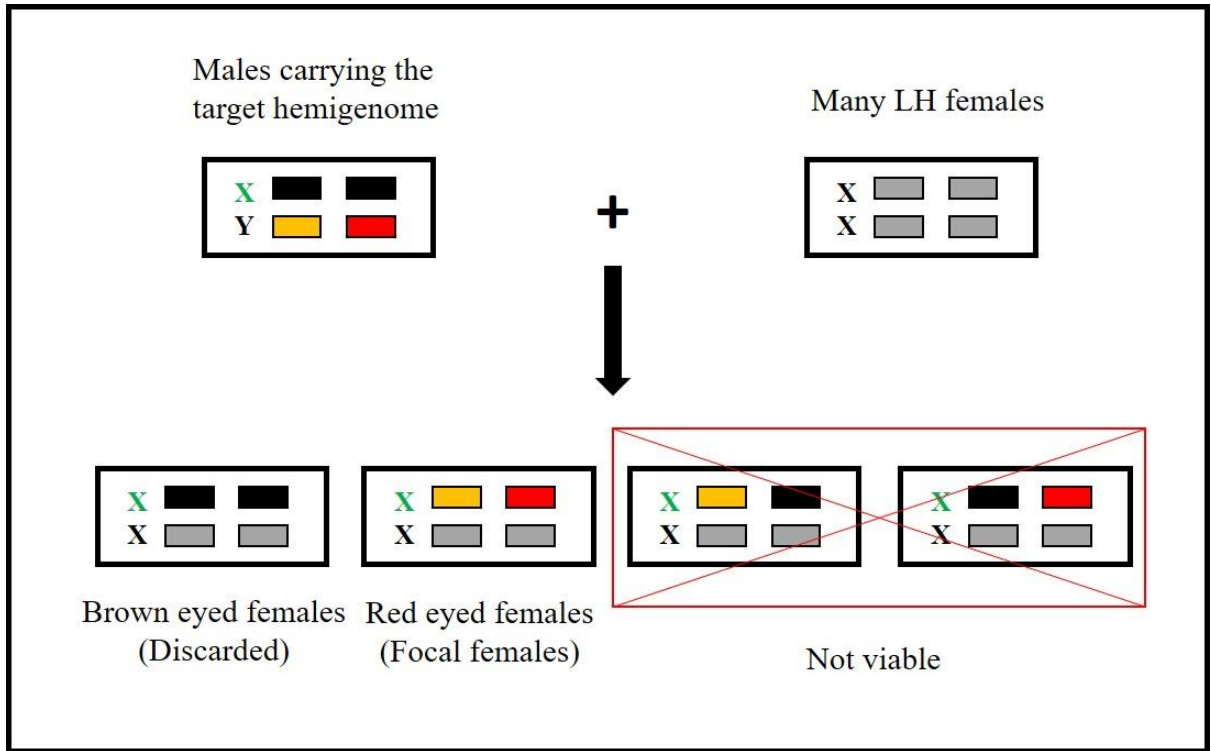 Males carrying the
target hemigenome
Many LH females
X
Y
+
X
X
X
X
X
X
X
X
X
X
Brown eyed females
(Discarded)
Red eyed females
(Focal females)
Not viable